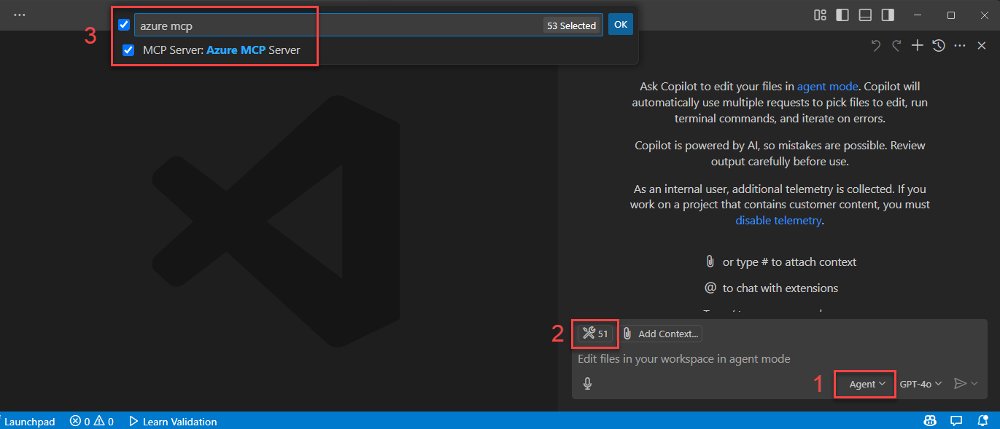 3
azure mcp
53 Selected
OK
MCP Server: Azure MCP Server
Ask Copilot to edit your files in agent mode. Copilot will
automatically use multiple requests to pick files to edit, run
terminal commands, and iterate on errors.
Copilot is powered by AI, so mistakes are possible. Review
output carefully before use.
As an internal user, additional telemetry is collected. If you
work on a project that contains customer content, you must
disable telemetry.
or type # to attach context
@ to chat with extensions
2
51
Add Context...
Edit files in your workspace in agent mode
1
Agent
GPT-4o
Launchpad
0
0
Learn Validation